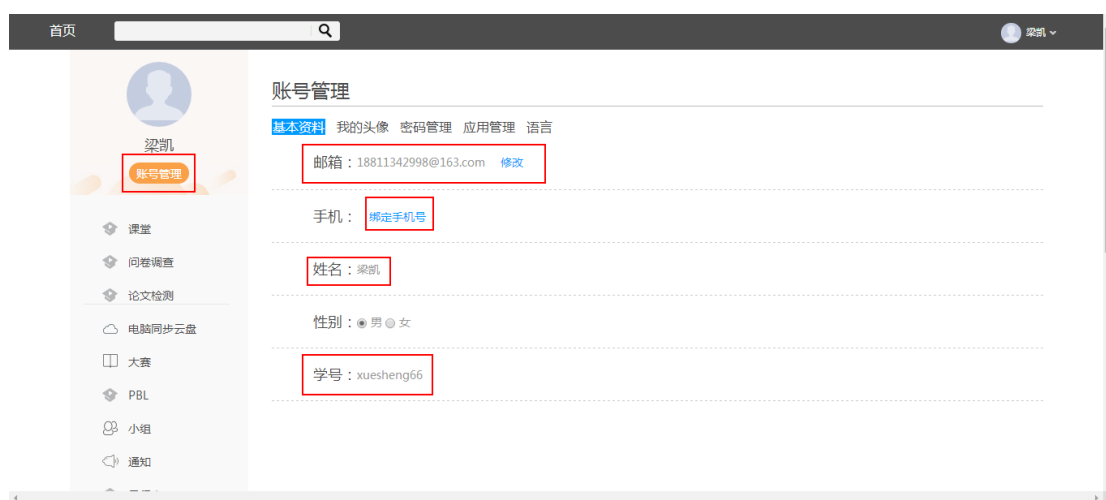 首页
梁凯
账号管理
基本资料 我的头像 密码管理 应用管理 语言
梁凯
账号管理
邮箱：18811342998@163.com 修改
手机： 绑定手机号
姓名：梁凯
性别：男 女
学号：xuesheng66
课堂
问卷调查
论文检测
电脑同步云盘
大赛
PBL
小组
通知